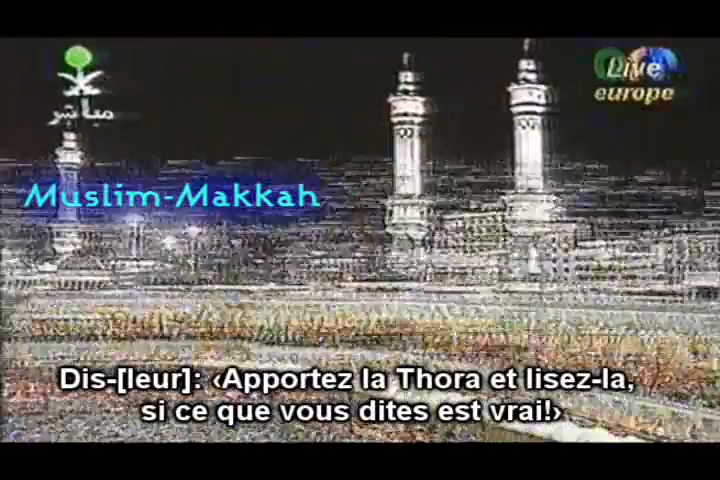 مباشر
Live
europe
Muslim-Makkah
Dis-[leur]: ‹Apportez la Thora et lisez-la,
si ce que vous dites est vrai!›